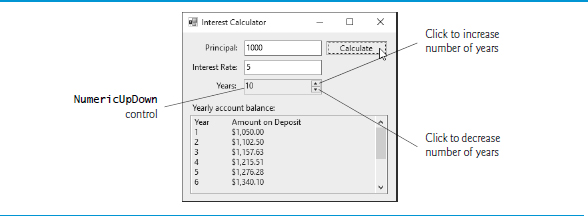 Interest Calculator
Click to increase
number of years
Principal: 1000 Calculate
Interest Rate: 5
Years: 10
NumericUpDown
control
Yearly account balance:
Year Amount on Deposit
1 $1,050.00
2 $1,102.50
3 $1,157.63
4 $1,215.51
5 $1,276.28
6 $1,340.10
Click to decrease
number of years